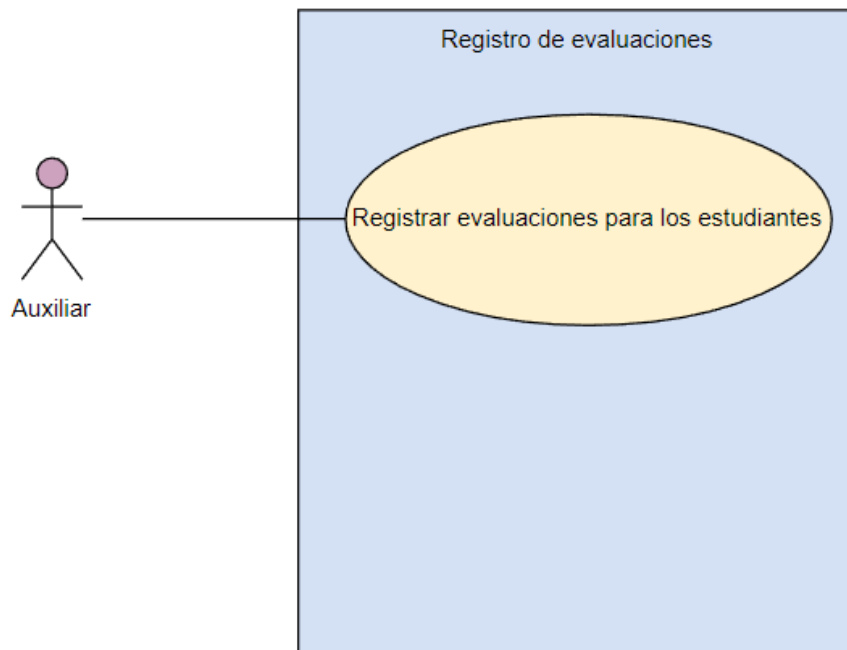 Registro de evaluaciones
Registrar evaluaciones para los estudiantes
Auxiliar